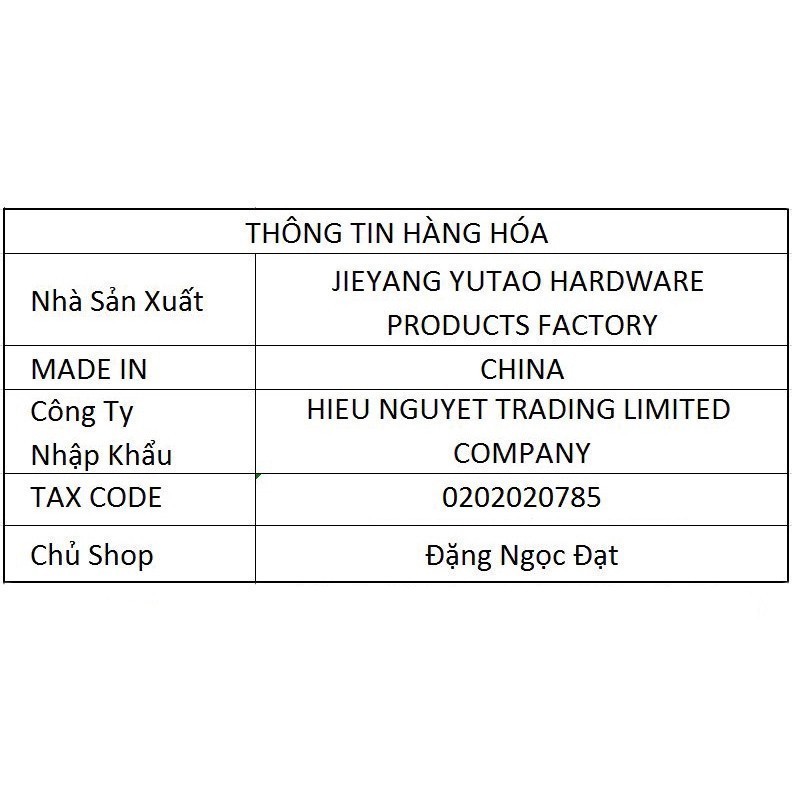 THÔNG TIN HÀNG HÓA
Nhà Sản Xuất
JIEYANG YUTAO HARDWARE
PRODUCTS FACTORY
MADE IN
CHINA
Công Ty
Nhập Khẩu
HIEU NGUYET TRADING LIMITED
COMPANY
TAX CODE
0202020785
Chủ Shop
Đặng Ngọc Đạt